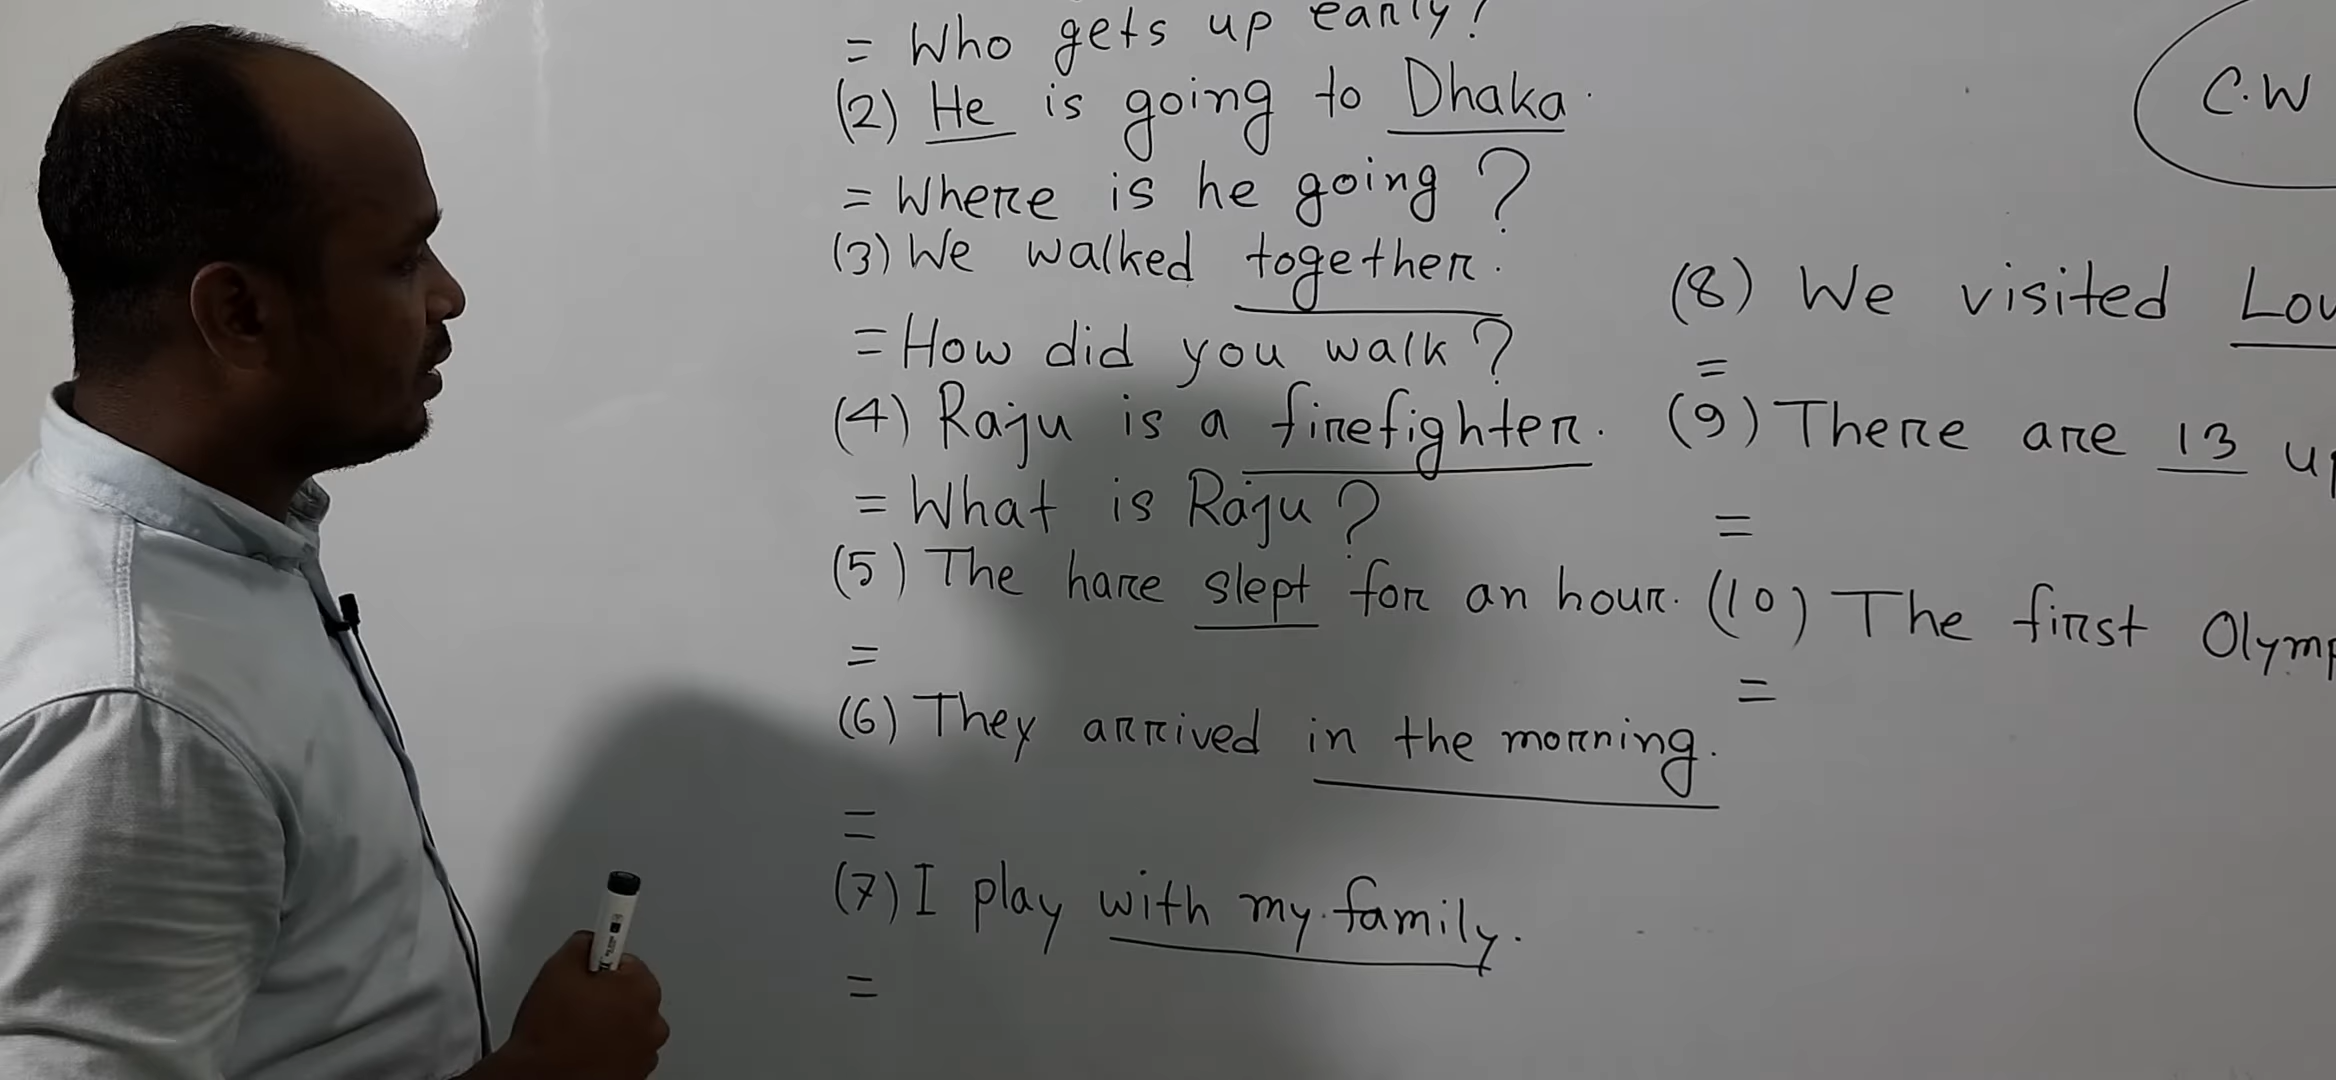 = Who gets up early?
(2) He is going to Dhaka.
= Where is he going?
(3) We walked together.
= How did you walk?
(4) Raju is a firefighter.
= What is Raju?
(5) The hare slept for an hour.
=
(6) They arrived in the morning.
=
(7) I play with my family.
=
C.W
(8) We visited
=
(9) There are 13
=
(10) The first
=